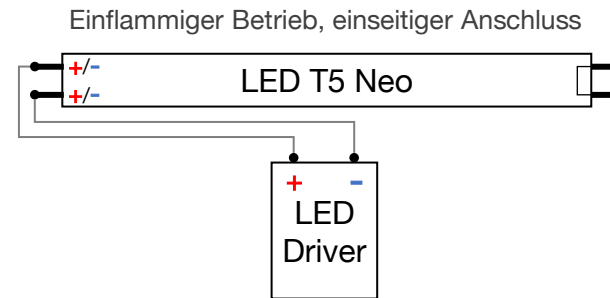 Einflammiger Betrieb, einseitiger Anschluss
+/-
LED T5 Neo
+/-
+ -
LED
Driver